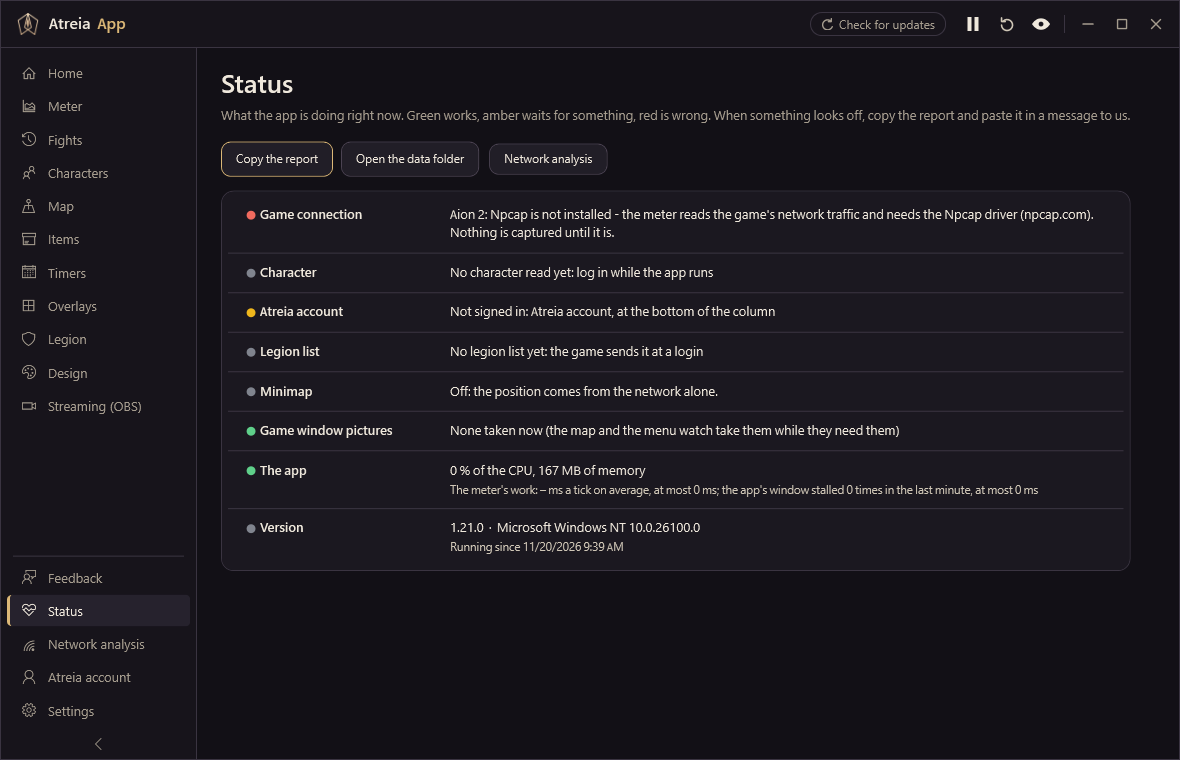 Atreia App
Check for updates
Home
Meter
Fights
Characters
Map
Items
Timers
Overlays
Legion
Design
Streaming (OBS)
Feedback
Status
Network analysis
Atreia account
Settings
Status
What the app is doing right now. Green works, amber waits for something, red is wrong. When something looks off, copy the report and paste it in a message to us.
Copy the report
Open the data folder
Network analysis
Game connection
Aion 2: Npcap is not installed - the meter reads the game's network traffic and needs the Npcap driver (npcap.com).
Nothing is captured until it is.
Character
No character read yet: log in while the app runs
Atreia account
Not signed in: Atreia account, at the bottom of the column
Legion list
No legion list yet: the game sends it at a login
Minimap
Off: the position comes from the network alone.
Game window pictures
None taken now (the map and the menu watch take them while they need them)
The app
0 % of the CPU, 167 MB of memory
The meter's work: – ms a tick on average, at most 0 ms; the app's window stalled 0 times in the last minute, at most 0 ms
Version
1.21.0 · Microsoft Windows NT 10.0.26100.0
Running since 11/20/2026 9:39 AM